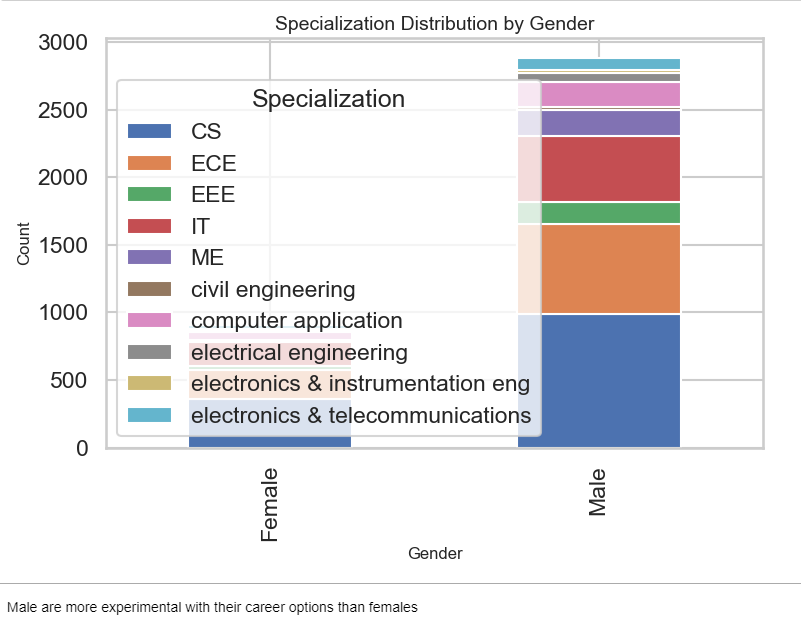 Specialization Distribution by Gender
3000
2500
2000
1500
1000
500
0
Count
Specialization
CS
ECE
EEE
IT
ME
civil engineering
computer application
electrical engineering
electronics & instrumentation eng
electronics & telecommunications
Female
Male
Gender
Male are more experimental with their career options than females